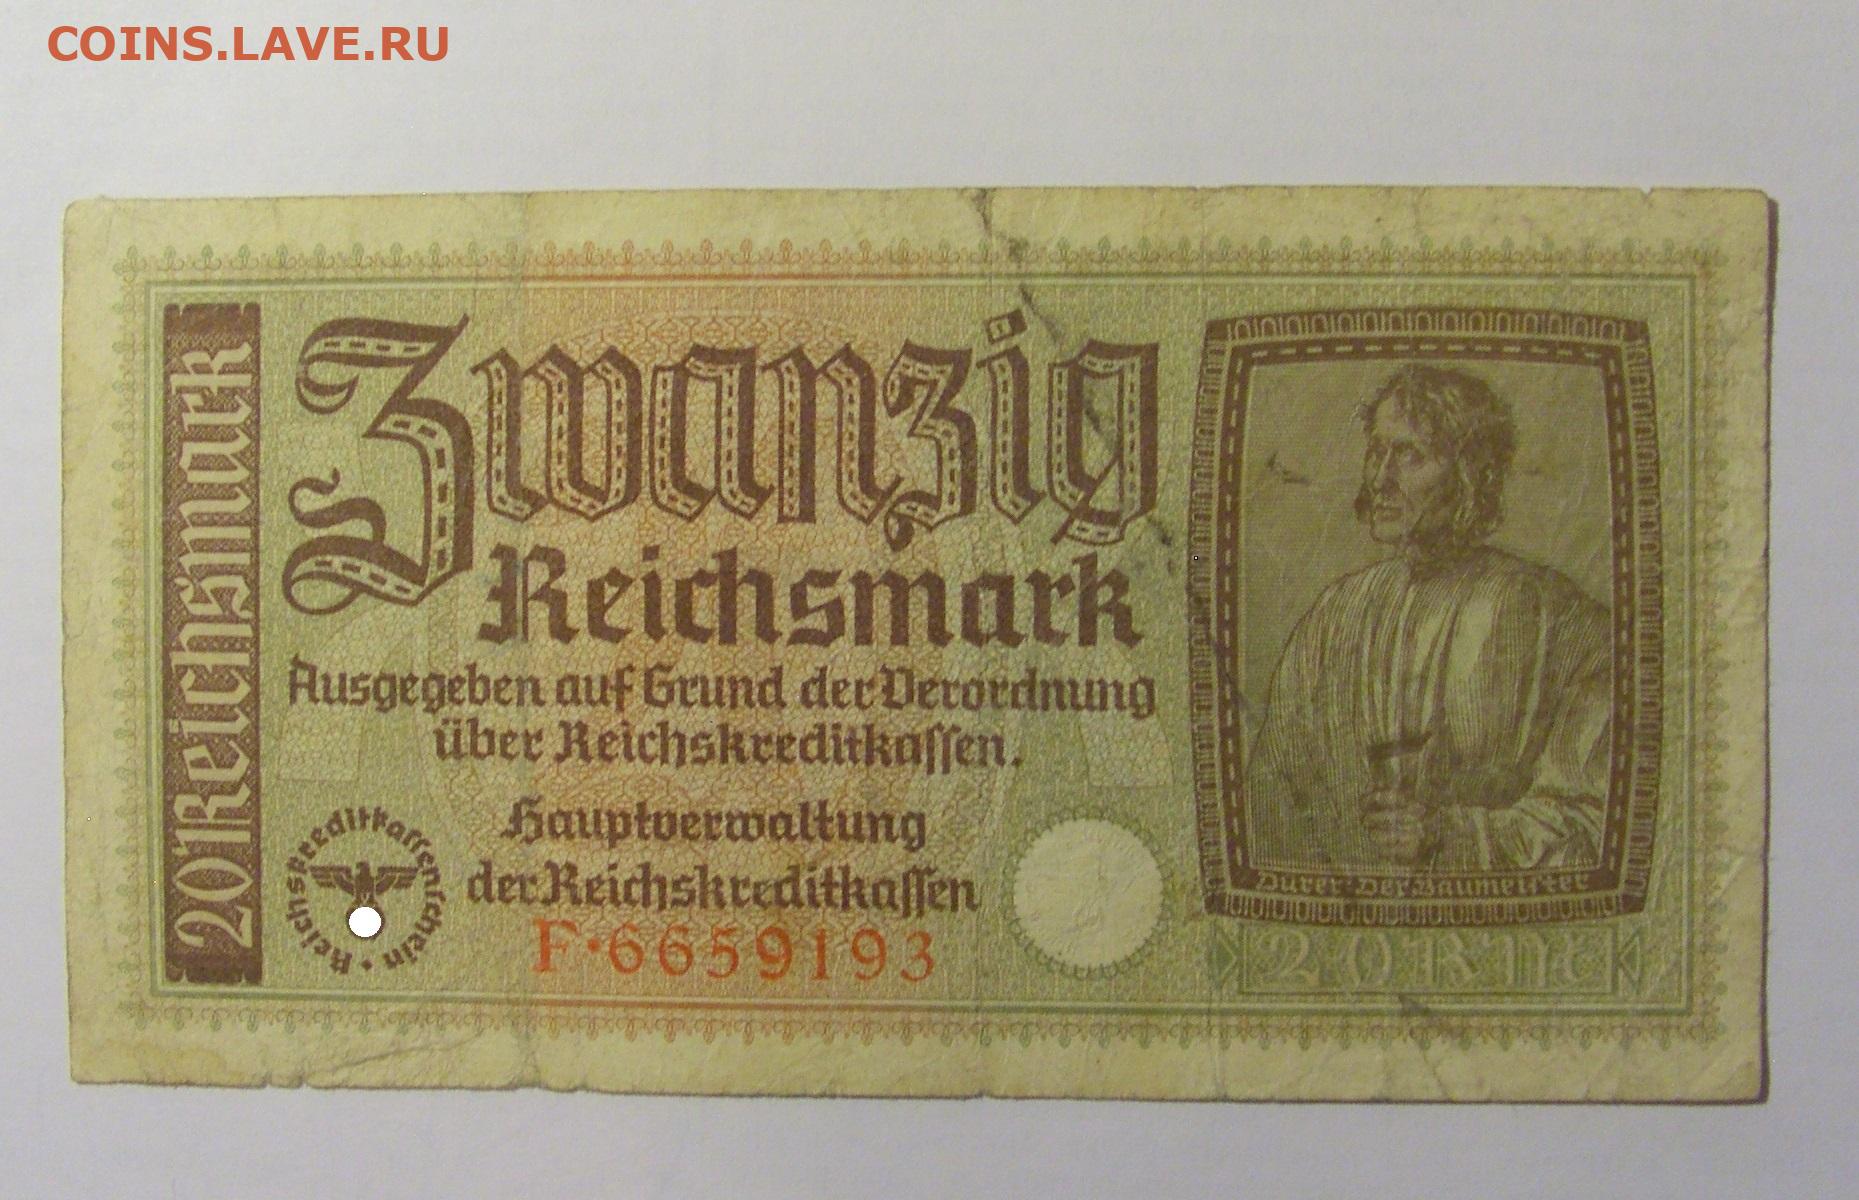 COINS.LAVE.RU
20 Reichsmark
Zwanzig
Reichsmark
Ausgegeben auf Grund der Verordnung
über Reichskreditkassen.
Hauptverwaltung
der Reichskreditkassen
Reichskreditkassenschein
F·6659193
Dürer·Der Baumeister
20 RM